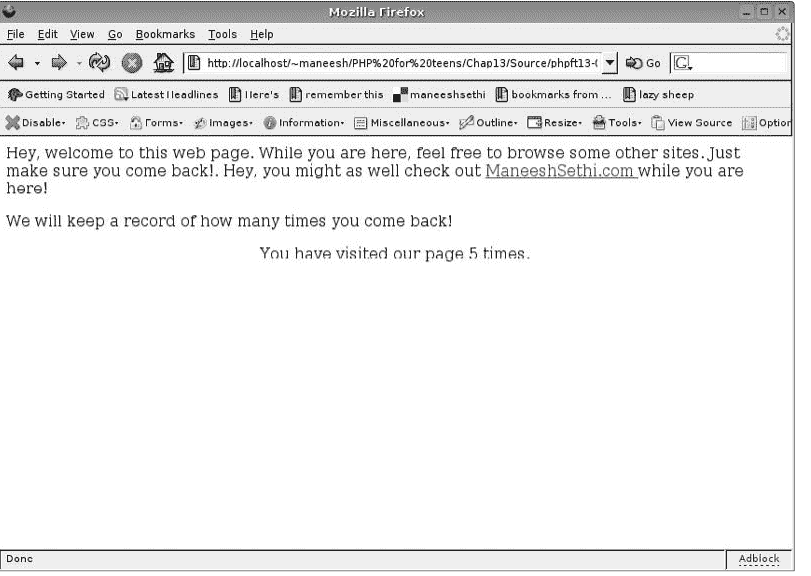 Mozilla Firefox
File Edit View Go Bookmarks Tools Help
http://localhost/~maneesh/PHP%20for%20teens/Chap13/Source/phpft13-0 Go G
Getting Started Latest Headlines Here's remember this maneeshsethi bookmarks from ... lazy sheep
Disable CSS Forms Images Information Miscellaneous Outline Resize Tools View Source Option
Hey, welcome to this web page. While you are here, feel free to browse some other sites. Just
make sure you come back!. Hey, you might as well check out ManeeshSethi.com while you are
here!
We will keep a record of how many times you come back!
You have visited our page 5 times.
Done Adblock